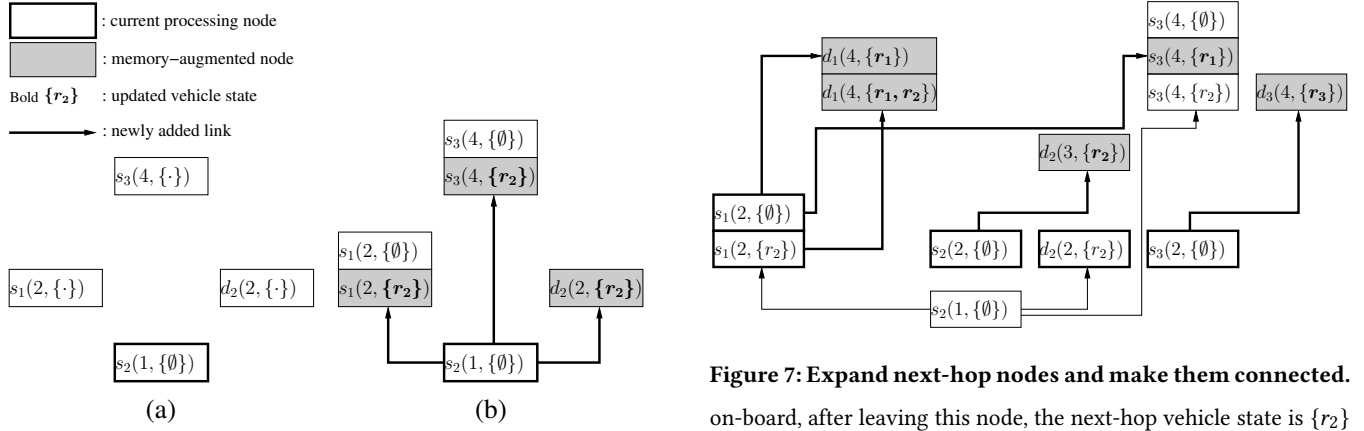 : current processing node
: memory−augmented node
Bold {r₂} : updated vehicle state
: newly added link
s₃(4, {·})
s₁(2, {·})
d₂(2, {·})
s₂(1, {∅})
(a)
s₃(4, {∅})
s₃(4, {r₂})
s₁(2, {∅})
s₁(2, {r₂})
d₂(2, {r₂})
s₂(1, {∅})
(b)
s₃(4, {∅})
d₁(4, {r₁})
s₃(4, {r₁})
d₁(4, {r₁, r₂})
s₃(4, {r₂})
d₃(4, {r₃})
d₂(3, {r₂})
s₁(2, {∅})
s₁(2, {r₂})
s₂(2, {∅})
d₂(2, {r₂})
s₃(2, {∅})
s₂(1, {∅})
Figure 7: Expand next-hop nodes and make them connected.
on-board, after leaving this node, the next-hop vehicle state is {r₂}